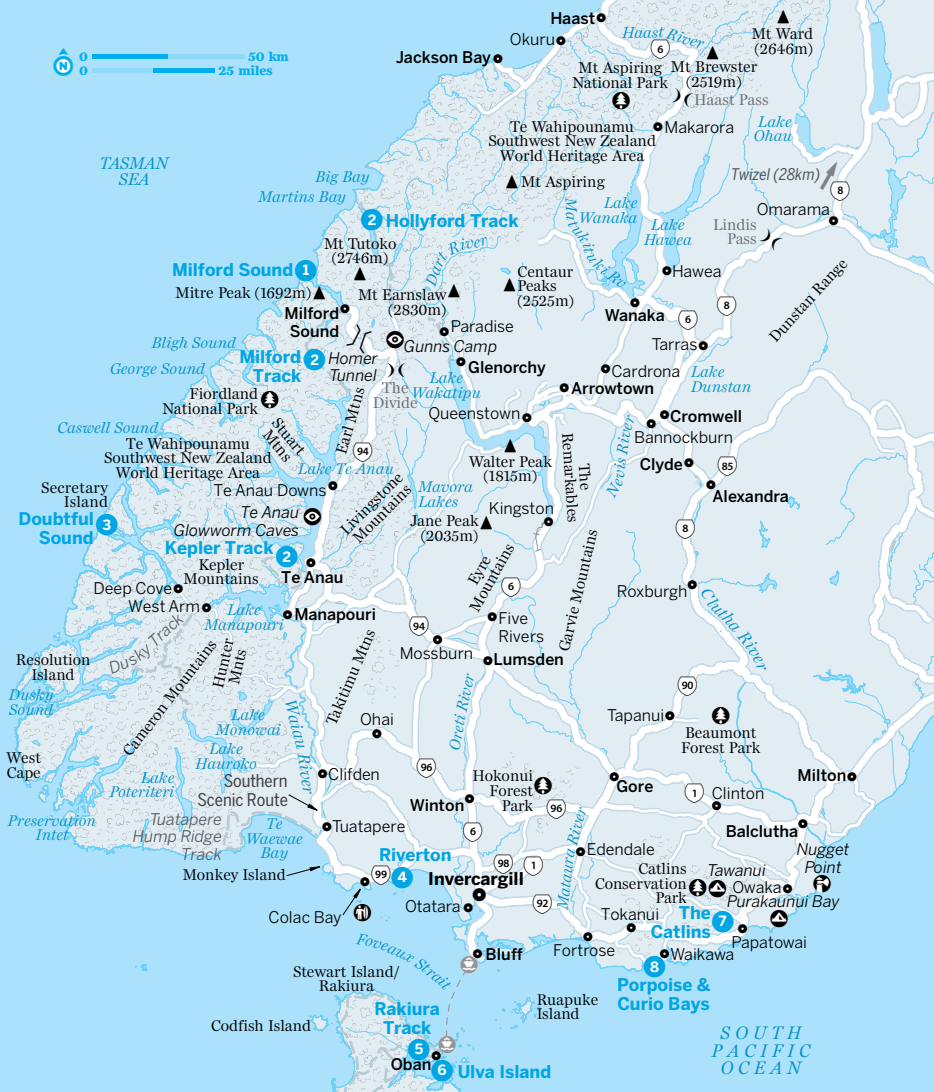 Haast
Okuru
Haast River
6
Mt Ward
(2646m)
0 50 km
0 25 miles
N
Jackson Bay
Mt Aspiring
National Park
Mt Brewster
(2519m)
Haast Pass
Te Wahipounamu
Southwest New Zealand
World Heritage Area
Makarora
Lake
Ohau
TASMAN
SEA
Big Bay
Martins Bay
Mt Aspiring
Twizel (28km)
8
Omarama
2 Hollyford Track
Matukituki Rv
Lake
Wanaka
Lake
Hawea
Lindis
Pass
Mt Tutoko
(2746m)
Dart River
Milford Sound 1
Mitre Peak (1692m)
Mt Earnslaw
(2830m)
Centaur
Peaks
(2525m)
Hawea
Dunstan Range
Milford
Sound
Wanaka
8
6
Paradise
Tarras
Bligh Sound
George Sound
Milford
Track 2
Homer
Tunnel
Gunns Camp
Glenorchy
Cardrona
Lake
Dunstan
The
Divide
Lake
Wakatipu
Arrowtown
Fiordland
National Park
Earl Mtns
Queenstown
Cromwell
Bannockburn
Caswell Sound
Stuart
Mtns
Te Wahipounamu
Southwest New Zealand
World Heritage Area
94
Walter Peak
(1815m)
The
Remarkables
Nevis River
Clyde
85
Lake Te Anau
Secretary
Island
Te Anau Downs
Livingstone
Mountains
Mavora
Lakes
Alexandra
Doubtful
Sound 3
Te Anau
Glowworm Caves
Jane Peak
(2035m)
Kingston
8
Kepler Track
2
Kepler
Mountains
Te Anau
Eyre
Mountains
Garvie Mountains
6
Deep Cove
West Arm
Lake
Manapouri
Manapouri
Roxburgh
Clutha River
Dusky Track
94
Five
Rivers
Mossburn
Lumsden
Resolution
Island
Hunter
Mnts
Cameron Mountains
Takitimu Mtns
Dusky
Sound
90
Lake
Monowai
Waiau River
Ohai
Oreti River
Tapanui
Beaumont
Forest Park
West
Cape
Lake
Hauroko
Clifden
96
Lake
Poteriteri
Southern
Scenic Route
Hokonui
Forest
Park
Gore
Milton
1
Clinton
Winton
96
Preservation
Intet
Tuatapere
Hump Ridge
Track
Te
Waewae
Bay
Tuatapere
6
Balclutha
Mataura River
Edendale
Nugget
Point
Monkey Island
Riverton
99
4
98
1
Catlins
Conservation
Park
Tawanui
Owaka
Invercargill
Purakaunui Bay
Colac Bay
Otatara
92
Tokanui
The
Catlins 7
Papatowai
Foveaux Strait
Bluff
Fortrose
Waikawa
8
Porpoise &
Curio Bays
Stewart Island/
Rakiura
Ruapuke
Island
Codfish Island
Rakiura
Track
5
Oban
6 Ulva Island
SOUTH
PACIFIC
OCEAN